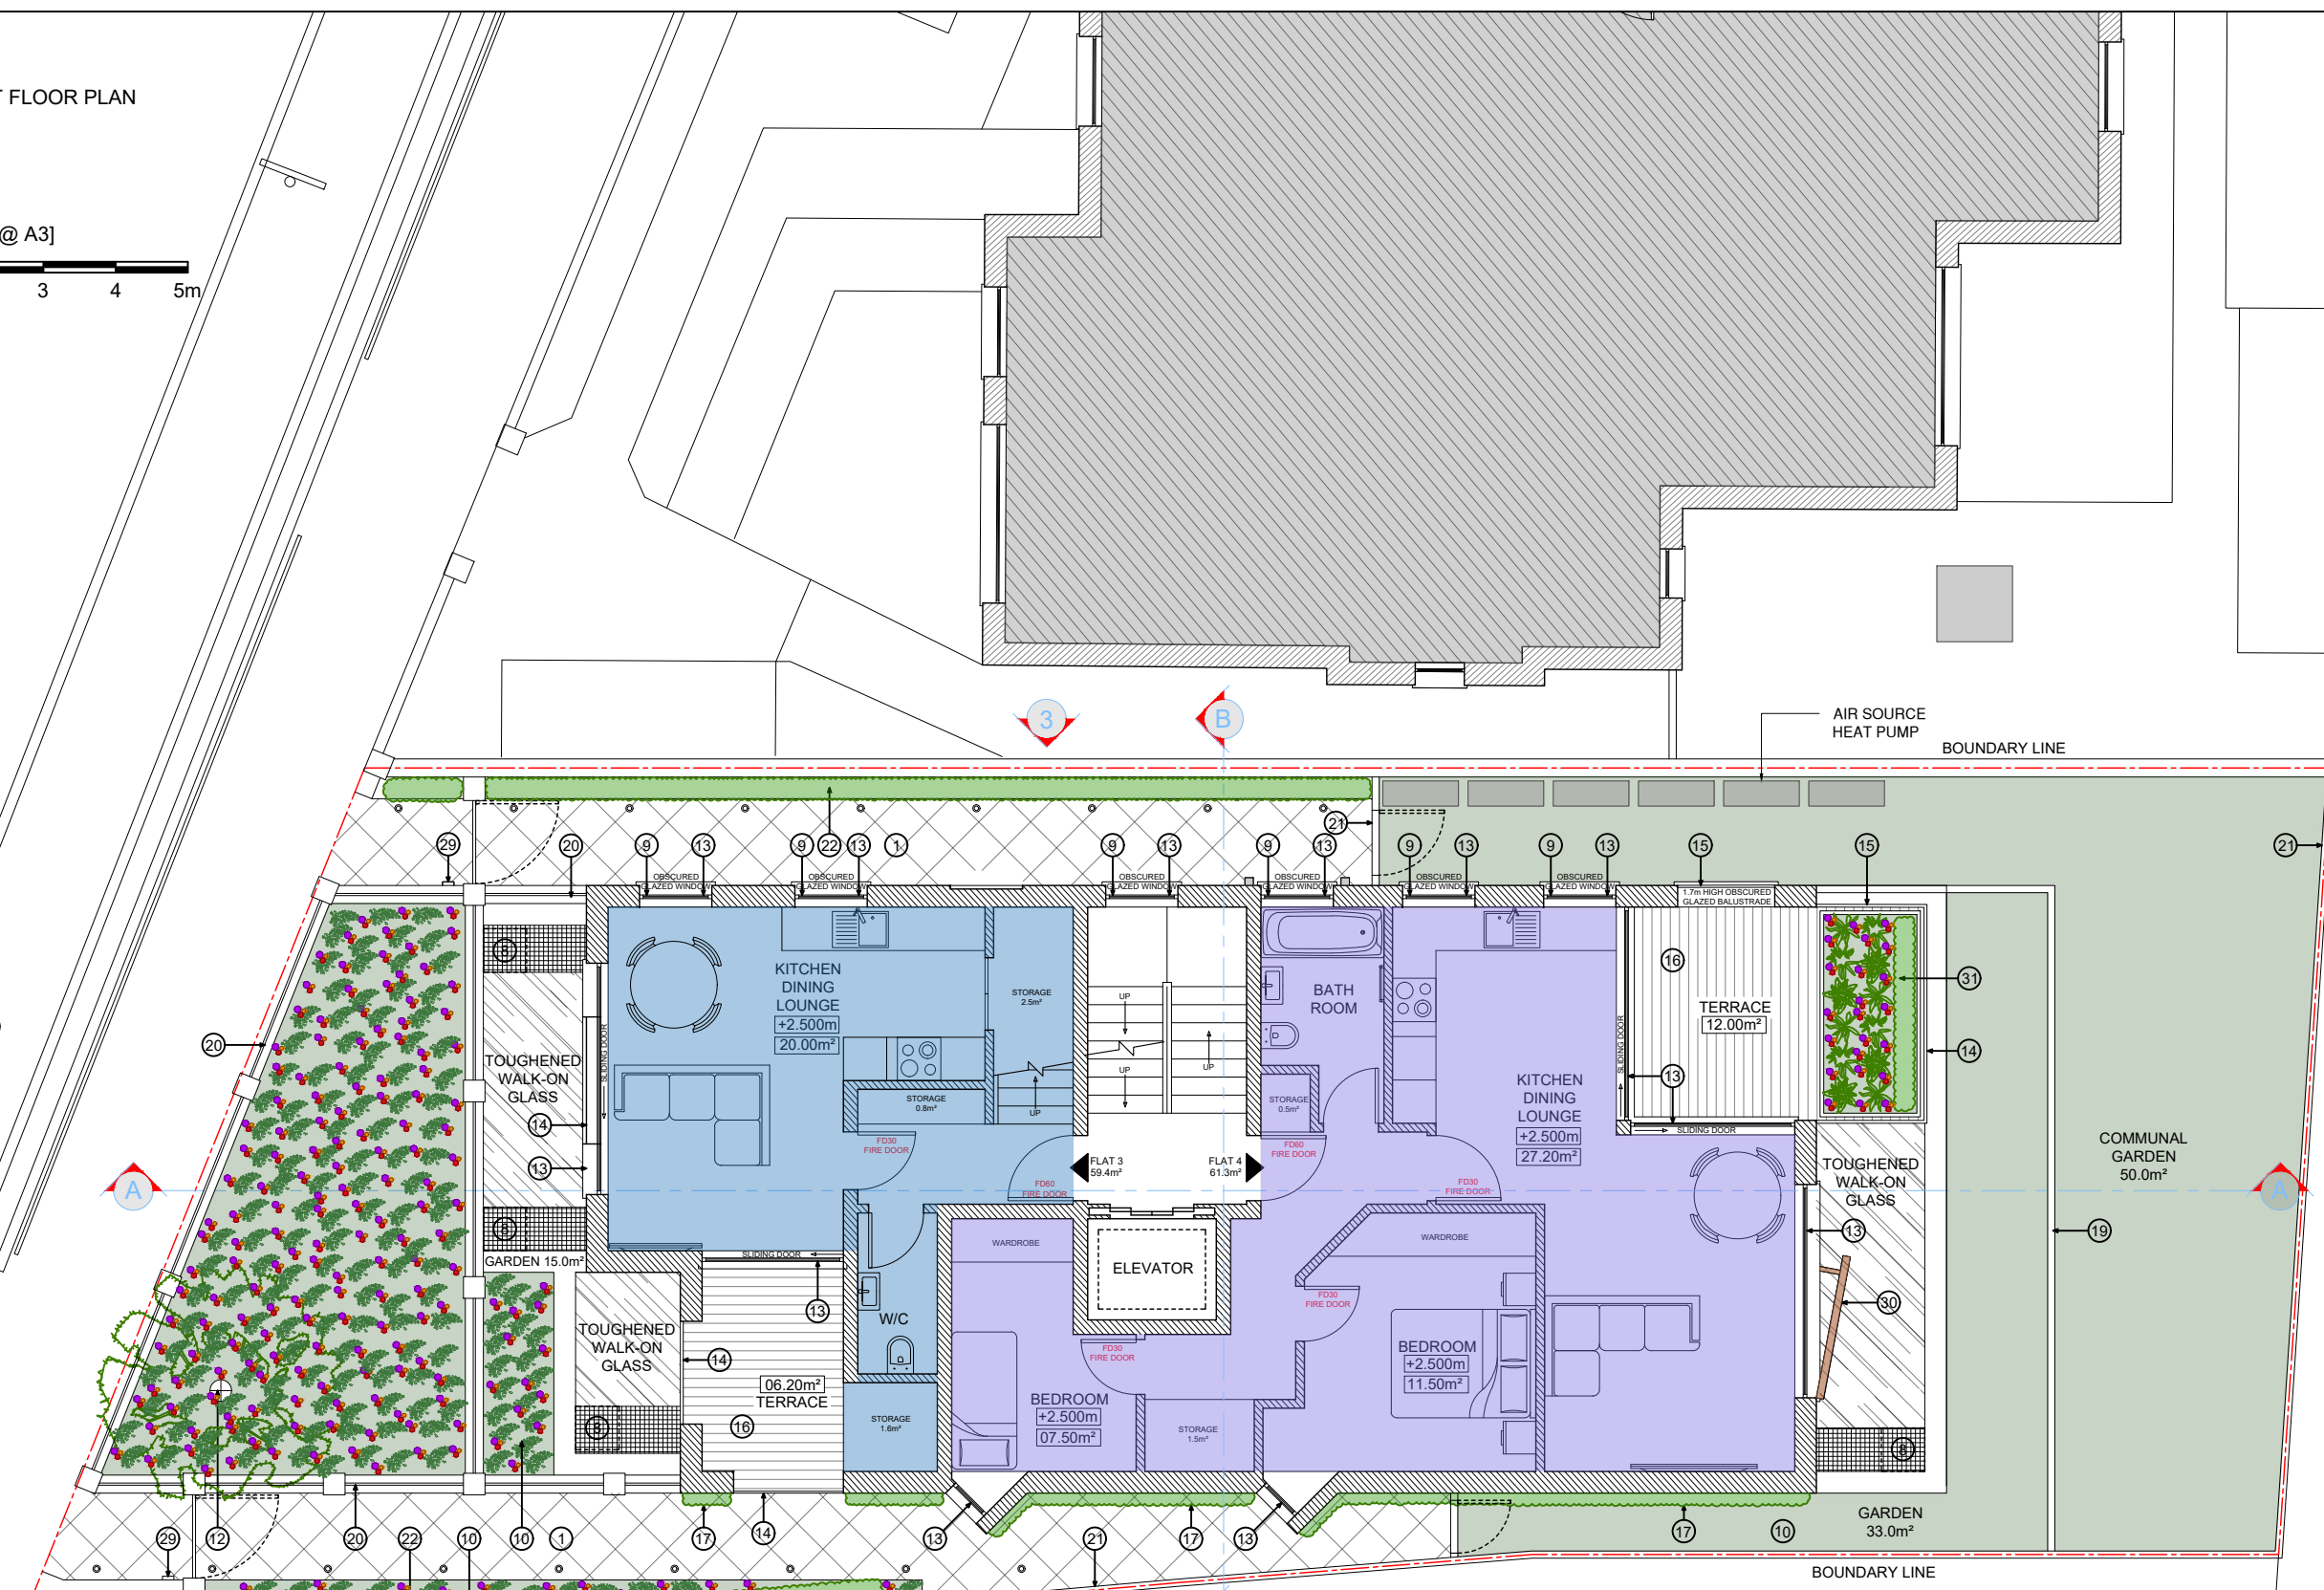 FLOOR PLAN
@ A3]
3 4 5m
3
B
AIR SOURCE
HEAT PUMP
BOUNDARY LINE
29
20
9
13
9
22
13
1
9
13
9
13
21
9
13
9
13
15
15
21
OBSCURED
GLAZED WINDOW
OBSCURED
GLAZED WINDOW
OBSCURED
GLAZED WINDOW
OBSCURED
GLAZED WINDOW
OBSCURED
GLAZED WINDOW
OBSCURED
GLAZED WINDOW
1.7m HIGH OBSCURED
GLAZED BALUSTRADE
8
KITCHEN
DINING
LOUNGE
+2.500m
20.00m²
STORAGE
2.5m²
UP
UP
UP
UP
BATH
ROOM
16
TERRACE
12.00m²
31
20
TOUGHENED
WALK-ON
GLASS
SLIDING DOOR
14
13
STORAGE
0.8m²
STORAGE
0.5m²
KITCHEN
DINING
LOUNGE
+2.500m
27.20m²
SLIDING DOOR
13
14
SLIDING DOOR
FD30
FIRE DOOR
FD60
FIRE DOOR
FLAT 3
59.4m²
FLAT 4
61.3m²
FD60
FIRE DOOR
FD30
FIRE DOOR
TOUGHENED
WALK-ON
GLASS
COMMUNAL
GARDEN
50.0m²
A
A
8
GARDEN 15.0m²
SLIDING DOOR
13
WARDROBE
ELEVATOR
WARDROBE
13
19
30
TOUGHENED
WALK-ON
GLASS
14
W/C
FD30
FIRE DOOR
FD30
FIRE DOOR
BEDROOM
+2.500m
11.50m²
06.20m²
TERRACE
16
8
STORAGE
1.6m²
BEDROOM
+2.500m
07.50m²
STORAGE
1.5m²
8
29
12
20
22
10
10
1
17
14
13
21
17
13
17
10
GARDEN
33.0m²
BOUNDARY LINE